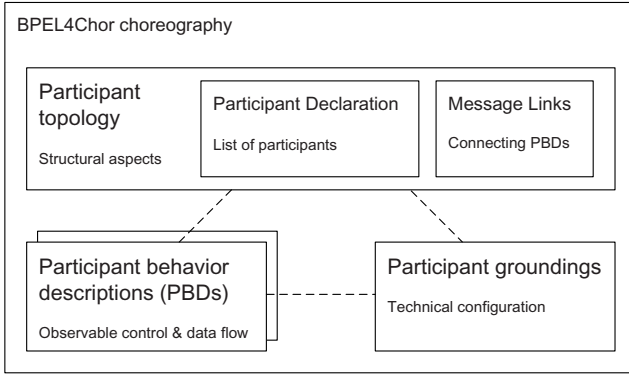 BPEL4Chor choreography
Participant
topology
Structural aspects
Participant Declaration
List of participants
Message Links
Connecting PBDs
Participant behavior
descriptions (PBDs)
Observable control & data flow
Participant groundings
Technical configuration